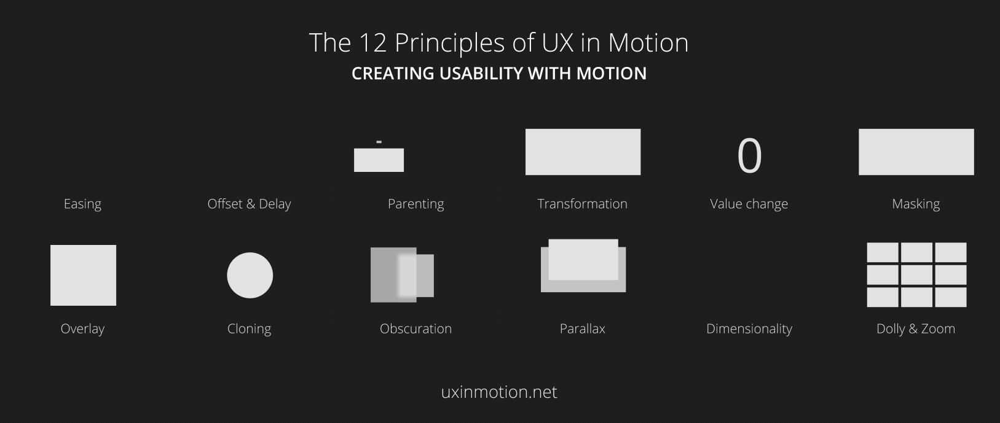 The 12 Principles of UX in Motion
CREATING USABILITY WITH MOTION
-
0
Easing
Offset & Delay
Parenting
Transformation
Value change
Masking
Overlay
Cloning
Obscuration
Parallax
Dimensionality
Dolly & Zoom
uxinmotion.net